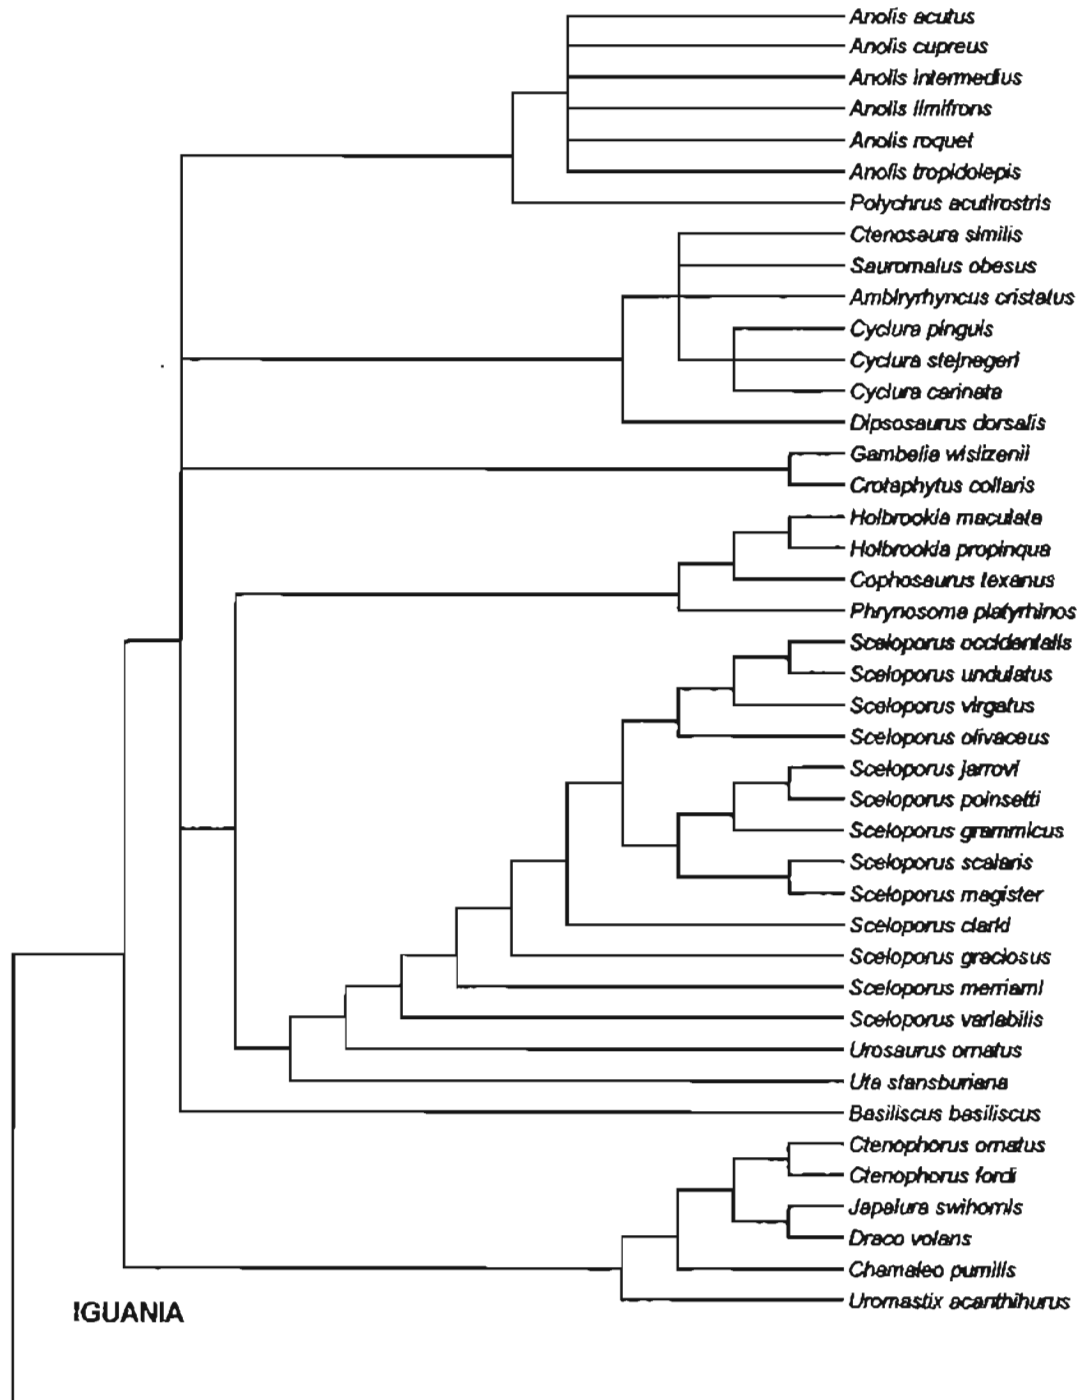 Anolis acutus
Anolis cupreus
Anolis intermedius
Anolis limifrons
Anolis roquet
Anolis tropidolepis
Polychrus acutirostris
Ctenosaura similis
Sauromalus obesus
Amblryrhyncus cristatus
Cyclura pinguis
Cyclura stejnegeri
Cyclura carinata
Dipsosaurus dorsalis
Gambelia wislizenii
Crotaphytus collaris
Holbrookia maculata
Holbrookia propinqua
Cophosaurus texanus
Phrynosoma platyrhinos
Sceloporus occidentalis
Sceloporus undulatus
Sceloporus virgatus
Sceloporus olivaceus
Sceloporus jarrovi
Sceloporus poinsetti
Sceloporus grammicus
Sceloporus scalaris
Sceloporus magister
Sceloporus clarki
Sceloporus graciosus
Sceloporus merriami
Sceloporus variabilis
Urosaurus ornatus
Uta stansburiana
Basiliscus basiliscus
Ctenophorus ornatus
Ctenophorus fordi
Japalura swihornis
Draco volans
Chamaleo pumilis
Uromastix acanthihurus
IGUANIA